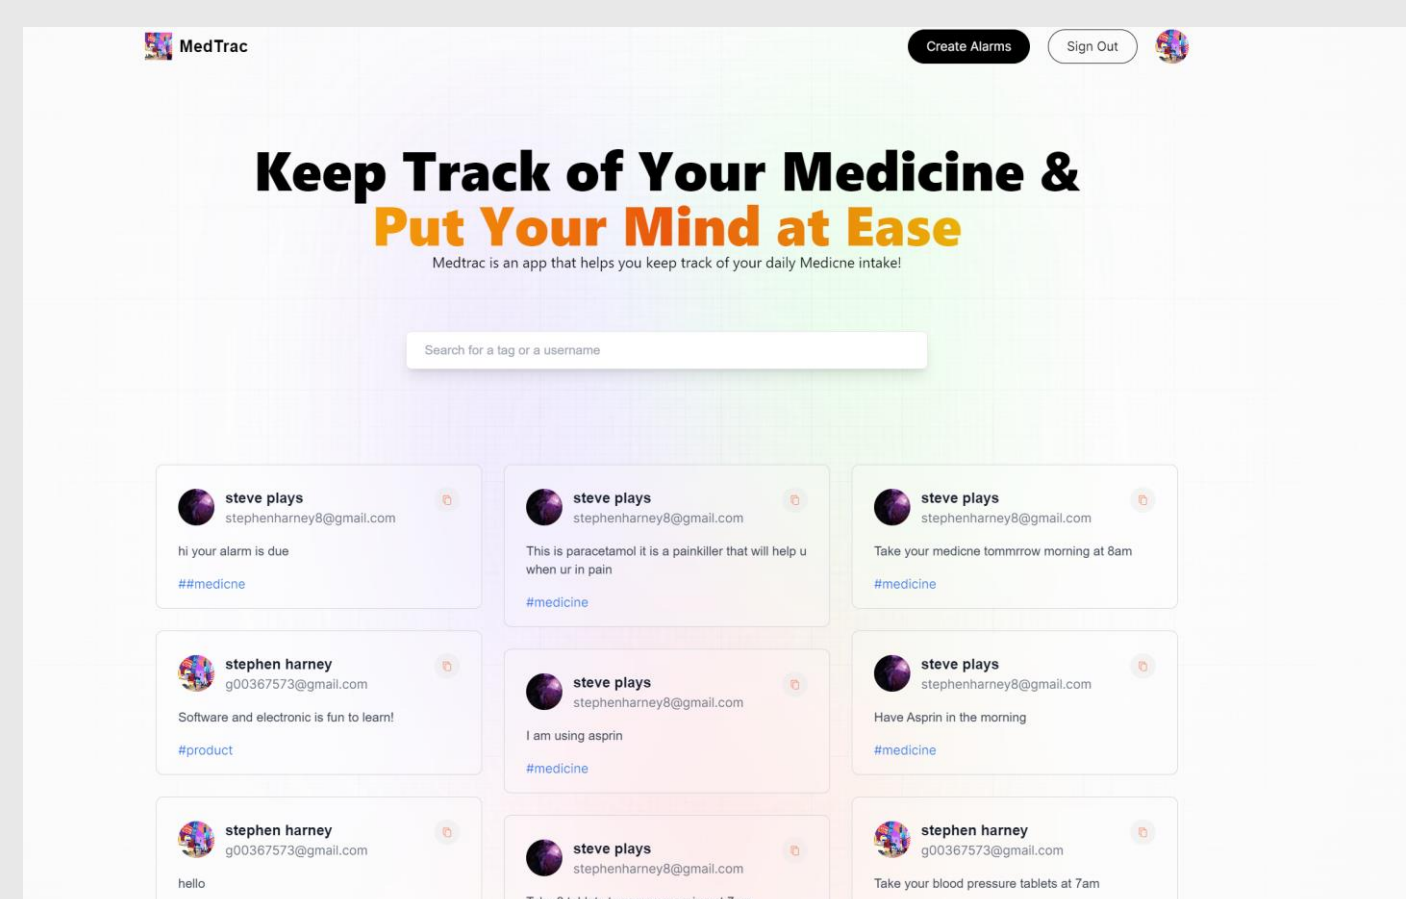 MedTrac
Create Alarms
Sign Out
Keep Track of Your Medicine &
Put Your Mind at Ease
Medtrac is an app that helps you keep track of your daily Medicne intake!
Search for a tag or a username
steve plays
stephenharney8@gmail.com
hi your alarm is due
##medicne
steve plays
stephenharney8@gmail.com
This is paracetamol it is a painkiller that will help u
when ur in pain
#medicine
steve plays
stephenharney8@gmail.com
Take your medicne tommrrow morning at 8am
#medicine
stephen harney
g00367573@gmail.com
Software and electronic is fun to learn!
#product
steve plays
stephenharney8@gmail.com
I am using asprin
#medicine
steve plays
stephenharney8@gmail.com
Have Asprin in the morning
#medicine
stephen harney
g00367573@gmail.com
hello
steve plays
stephenharney8@gmail.com
stephen harney
g00367573@gmail.com
Take your blood pressure tablets at 7am